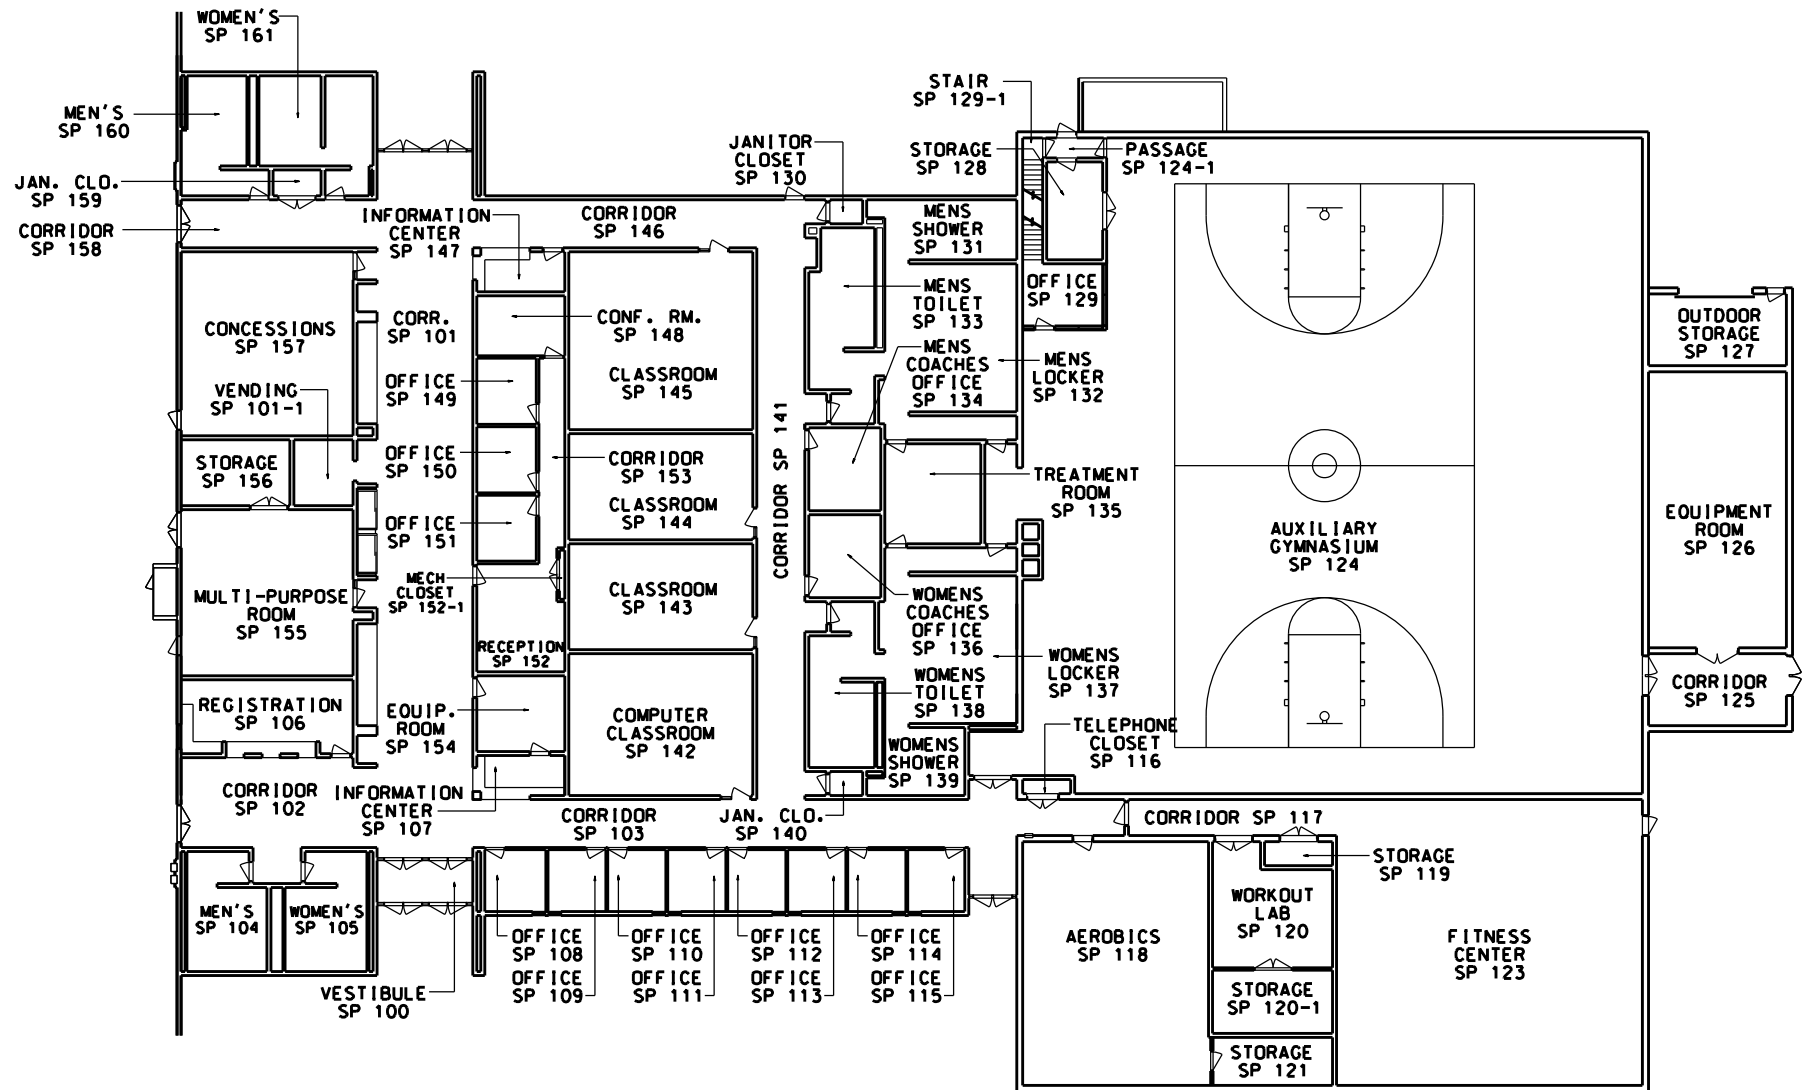 WOMEN'S
SP 161
MEN'S
SP 160
JAN. CLO.
SP 159
CORRIDOR
SP 158
INFORMATION
CENTER
SP 147
CORRIDOR
SP 146
JANITOR
CLOSET
SP 130
STAIR
SP 129-1
STORAGE
SP 128
PASSAGE
SP 124-1
MENS
SHOWER
SP 131
OFFICE
SP 129
MENS
TOILET
SP 133
MENS
COACHES
OFFICE
SP 134
MENS
LOCKER
SP 132
CONCESSIONS
SP 157
CORR.
SP 101
CONF. RM.
SP 148
CLASSROOM
SP 145
OFFICE
SP 149
VENDING
SP 101-1
CORRIDOR SP 141
OUTDOOR
STORAGE
SP 127
STORAGE
SP 156
OFFICE
SP 150
CORRIDOR
SP 153
CLASSROOM
SP 144
OFFICE
SP 151
TREATMENT
ROOM
SP 135
AUXILIARY
GYMNASIUM
SP 124
EQUIPMENT
ROOM
SP 126
MECH
CLOSET
SP 152-1
CLASSROOM
SP 143
MULTI-PURPOSE
ROOM
SP 155
WOMENS
COACHES
OFFICE
SP 136
RECEPTION
SP 152
WOMENS
LOCKER
SP 137
WOMENS
TOILET
SP 138
CORRIDOR
SP 125
REGISTRATION
SP 106
EQUIP.
ROOM
SP 154
COMPUTER
CLASSROOM
SP 142
WOMENS
SHOWER
SP 139
TELEPHONE
CLOSET
SP 116
CORRIDOR
SP 102
INFORMATION
CENTER
SP 107
CORRIDOR
SP 103
JAN. CLO.
SP 140
CORRIDOR SP 117
STORAGE
SP 119
MEN'S
SP 104
WOMEN'S
SP 105
WORKOUT
LAB
SP 120
OFFICE
SP 108
OFFICE
SP 110
OFFICE
SP 112
OFFICE
SP 114
AEROBICS
SP 118
FITNESS
CENTER
SP 123
OFFICE
SP 109
OFFICE
SP 111
OFFICE
SP 113
OFFICE
SP 115
VESTIBULE
SP 100
STORAGE
SP 120-1
STORAGE
SP 121